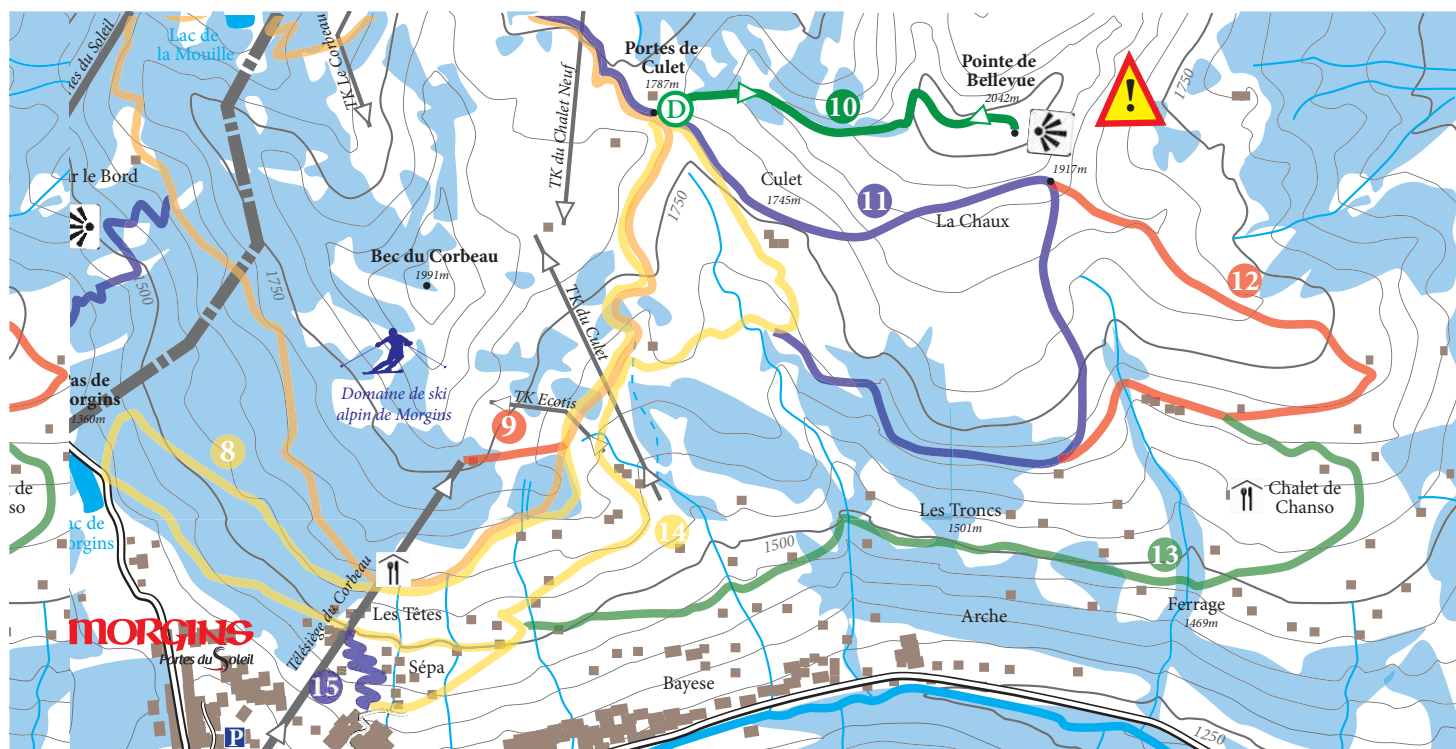 Lac de
la Mouille
tes du Soleil
TK Le Corbeau
TK du Chalet Neuf
Portes de
Culet
1787m
D
10
Pointe de
Bellevue
2042m
!
1750
r le Bord
1500
1750
Bec du Corbeau
1991m
1750
Culet
1745m
11
La Chaux
1917m
12
TK du Culet
Domaine de ski
alpin de Morgins
TK Ecotis
9
as de
orgins
1360m
8
de
so
ac de
orgins
14
1500
Les Troncs
1501m
13
Chalet de
Chanso
Télésiège du Corbeau
Les Têtes
Arche
Ferrage
1469m
MORGINS
Portes du Soleil
Sépa
15
Bayese
P
1250